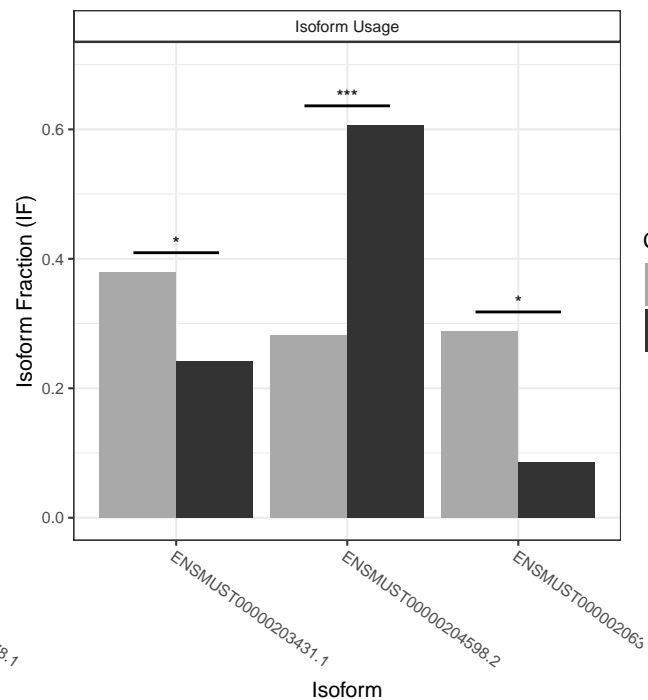 Isoform Usage
***
*
*
Isoform Fraction (IF)
0.6
0.4
0.2
0.0
ENSMUST00000203431.1
ENSMUST00000204598.2
Isoform